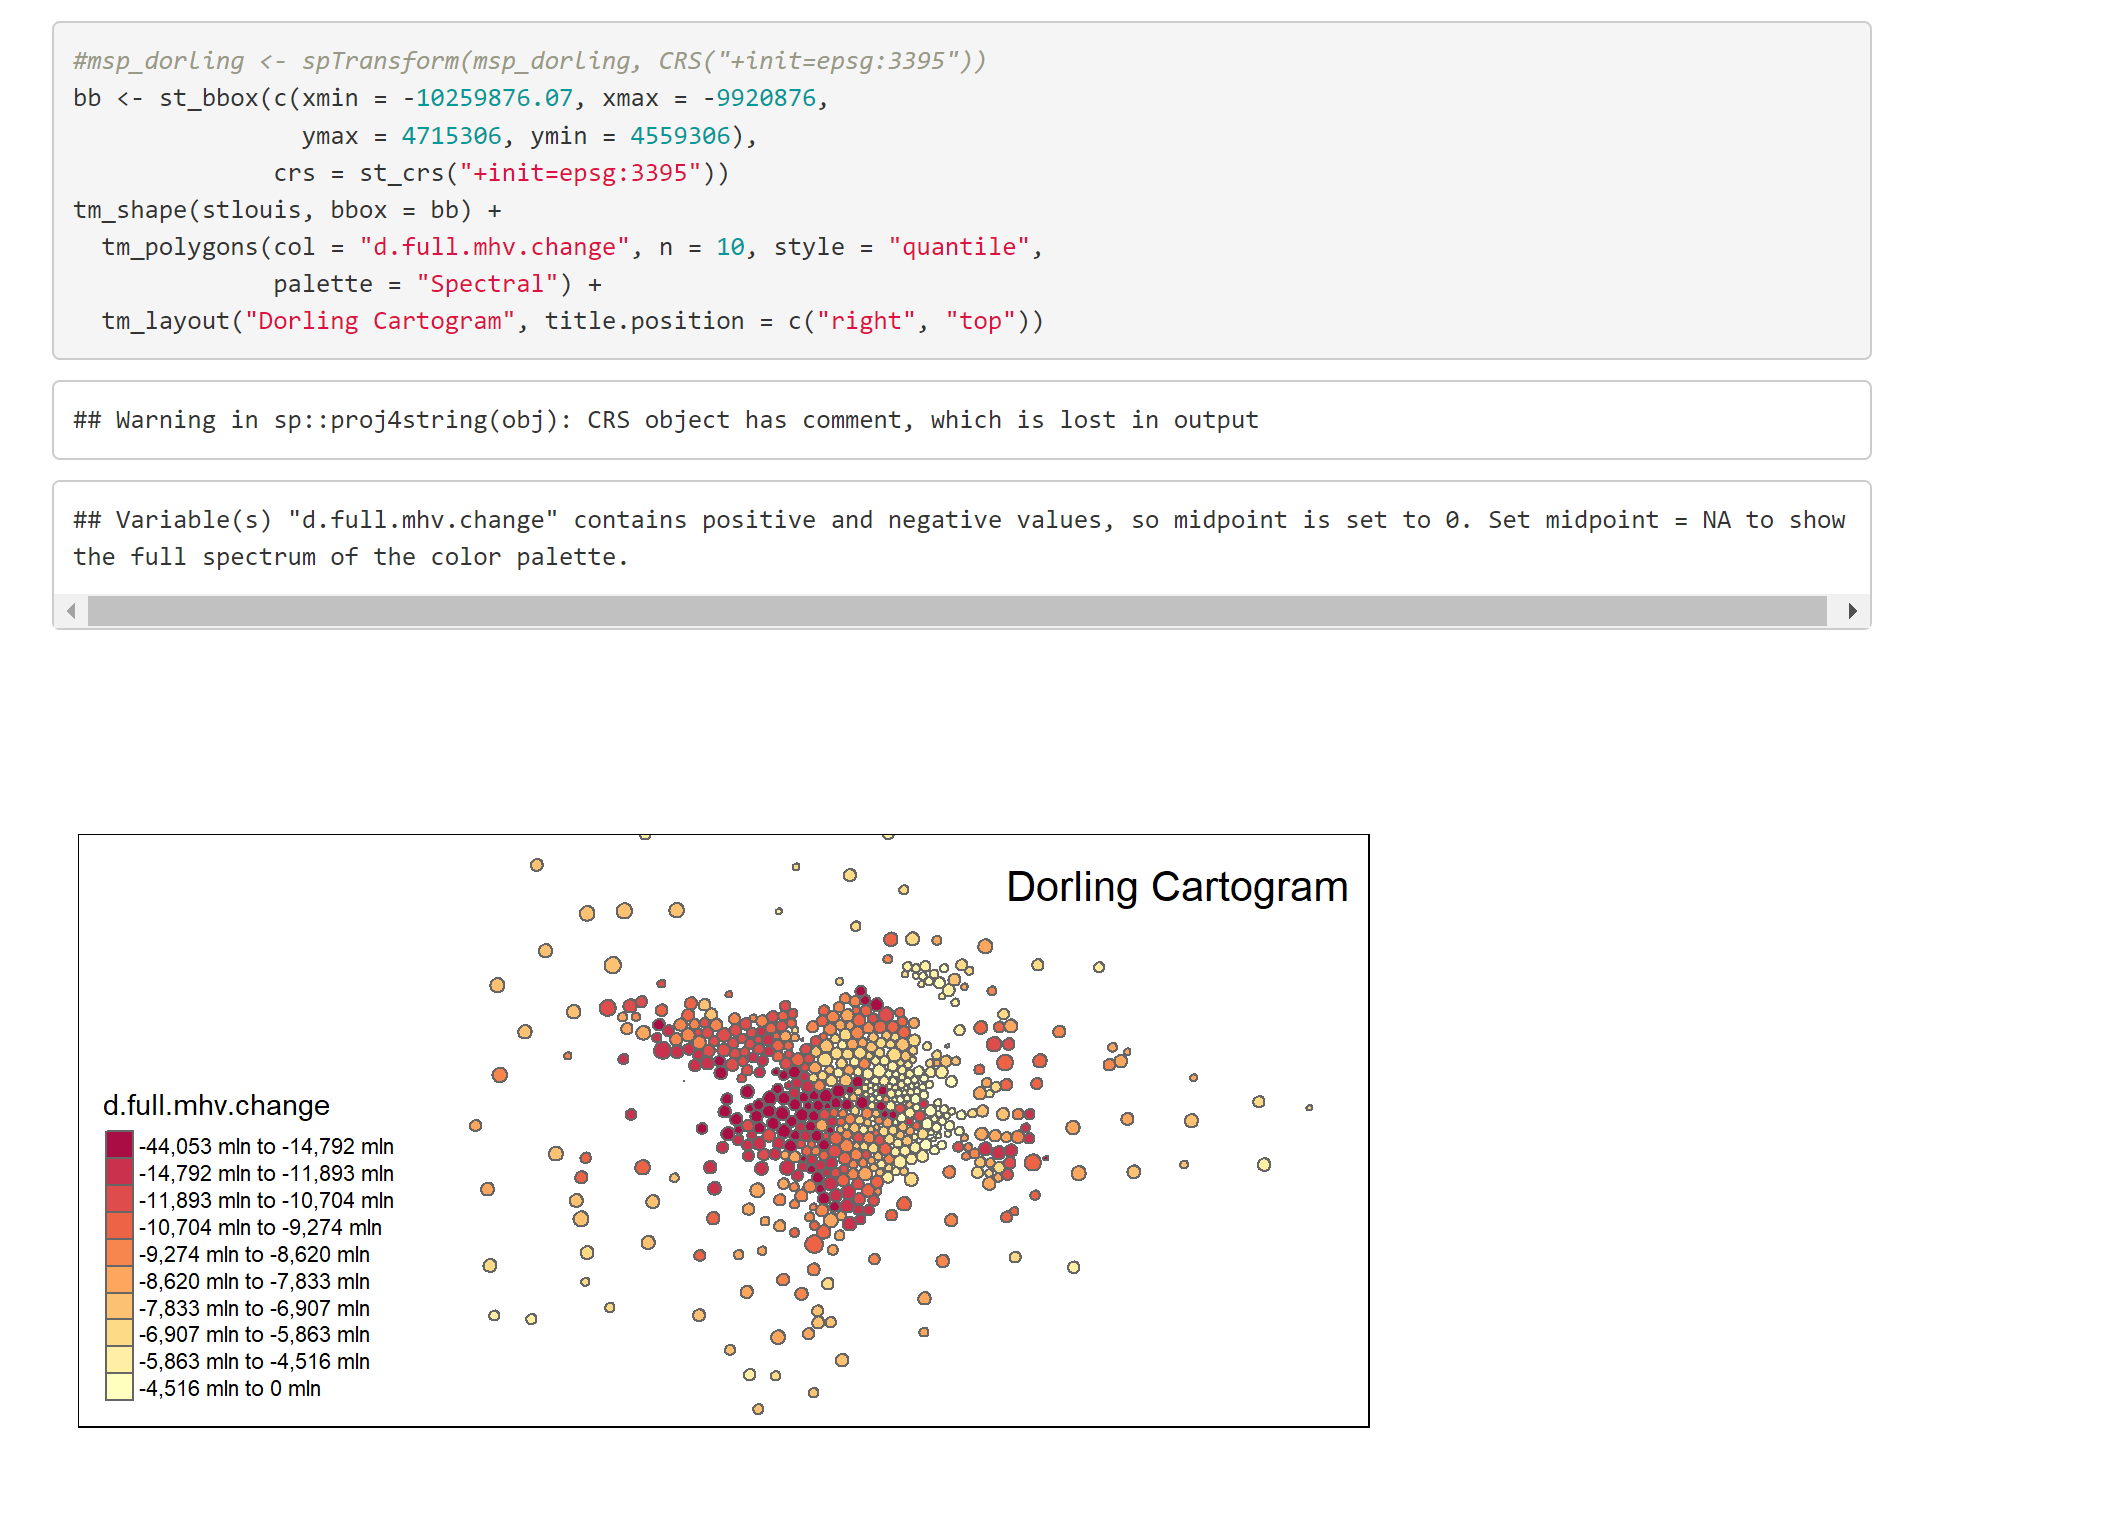 #msp_dorling <- spTransform(msp_dorling, CRS("+init=epsg:3395"))
bb <- st_bbox(c(xmin = -10259876.07, xmax = -9920876,
                ymax = 4715306, ymin = 4559306),
              crs = st_crs("+init=epsg:3395"))
tm_shape(stlouis, bbox = bb) +
  tm_polygons(col = "d.full.mhv.change", n = 10, style = "quantile",
              palette = "Spectral") +
  tm_layout("Dorling Cartogram", title.position = c("right", "top"))
## Warning in sp::proj4string(obj): CRS object has comment, which is lost in output
## Variable(s) "d.full.mhv.change" contains positive and negative values, so midpoint is set to 0. Set midpoint = NA to show
the full spectrum of the color palette.
Dorling Cartogram
d.full.mhv.change
-44,053 mln to -14,792 mln
-14,792 mln to -11,893 mln
-11,893 mln to -10,704 mln
-10,704 mln to -9,274 mln
-9,274 mln to -8,620 mln
-8,620 mln to -7,833 mln
-7,833 mln to -6,907 mln
-6,907 mln to -5,863 mln
-5,863 mln to -4,516 mln
-4,516 mln to 0 mln